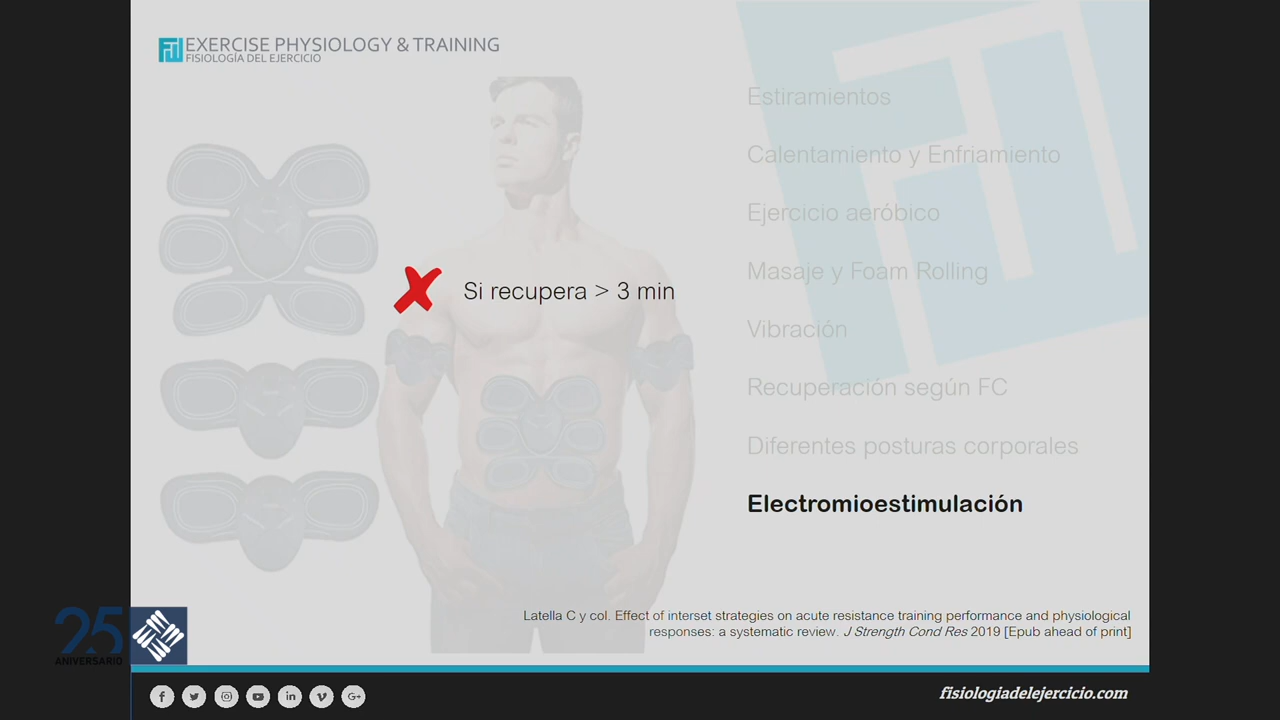 EXERCISE PHYSIOLOGY & TRAINING
FISIOLOGÍA DEL EJERCICIO
Estiramientos
Calentamiento y Enfriamiento
Ejercicio aeróbico
Masaje y Foam Rolling
Si recupera > 3 min
Vibración
Recuperación según FC
Diferentes posturas corporales
Electromioestimulación
Latella C y col. Effect of interset strategies on acute resistance training performance and physiological
responses: a systematic review. J Strength Cond Res 2019 [Epub ahead of print]
25
ANIVERSARIO
fisiologiadelejercicio.com